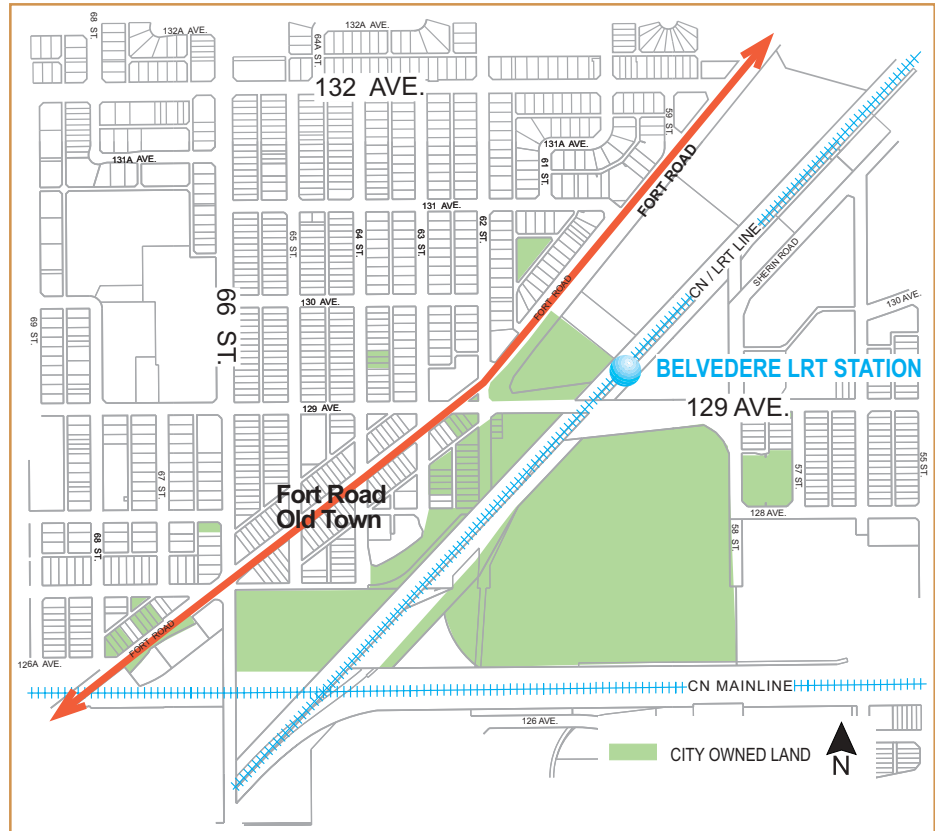 68 ST.
132A AVE.
64A ST.
132A AVE.
132 AVE.
59 ST.
131A AVE.
61 ST.
131A AVE.
FORT ROAD
131 AVE.
62 ST.
65 ST.
64 ST.
63 ST.
CN / LRT LINE
SHERIN ROAD
66 ST.
130 AVE.
FORT ROAD
130 AVE.
69 ST.
BELVEDERE LRT STATION
129 AVE.
129 AVE.
67 ST.
57 ST.
55 ST.
Fort Road
Old Town
128 AVE.
68 ST.
58 ST.
FORT ROAD
126A AVE.
CN MAINLINE
126 AVE.
CITY OWNED LAND
N